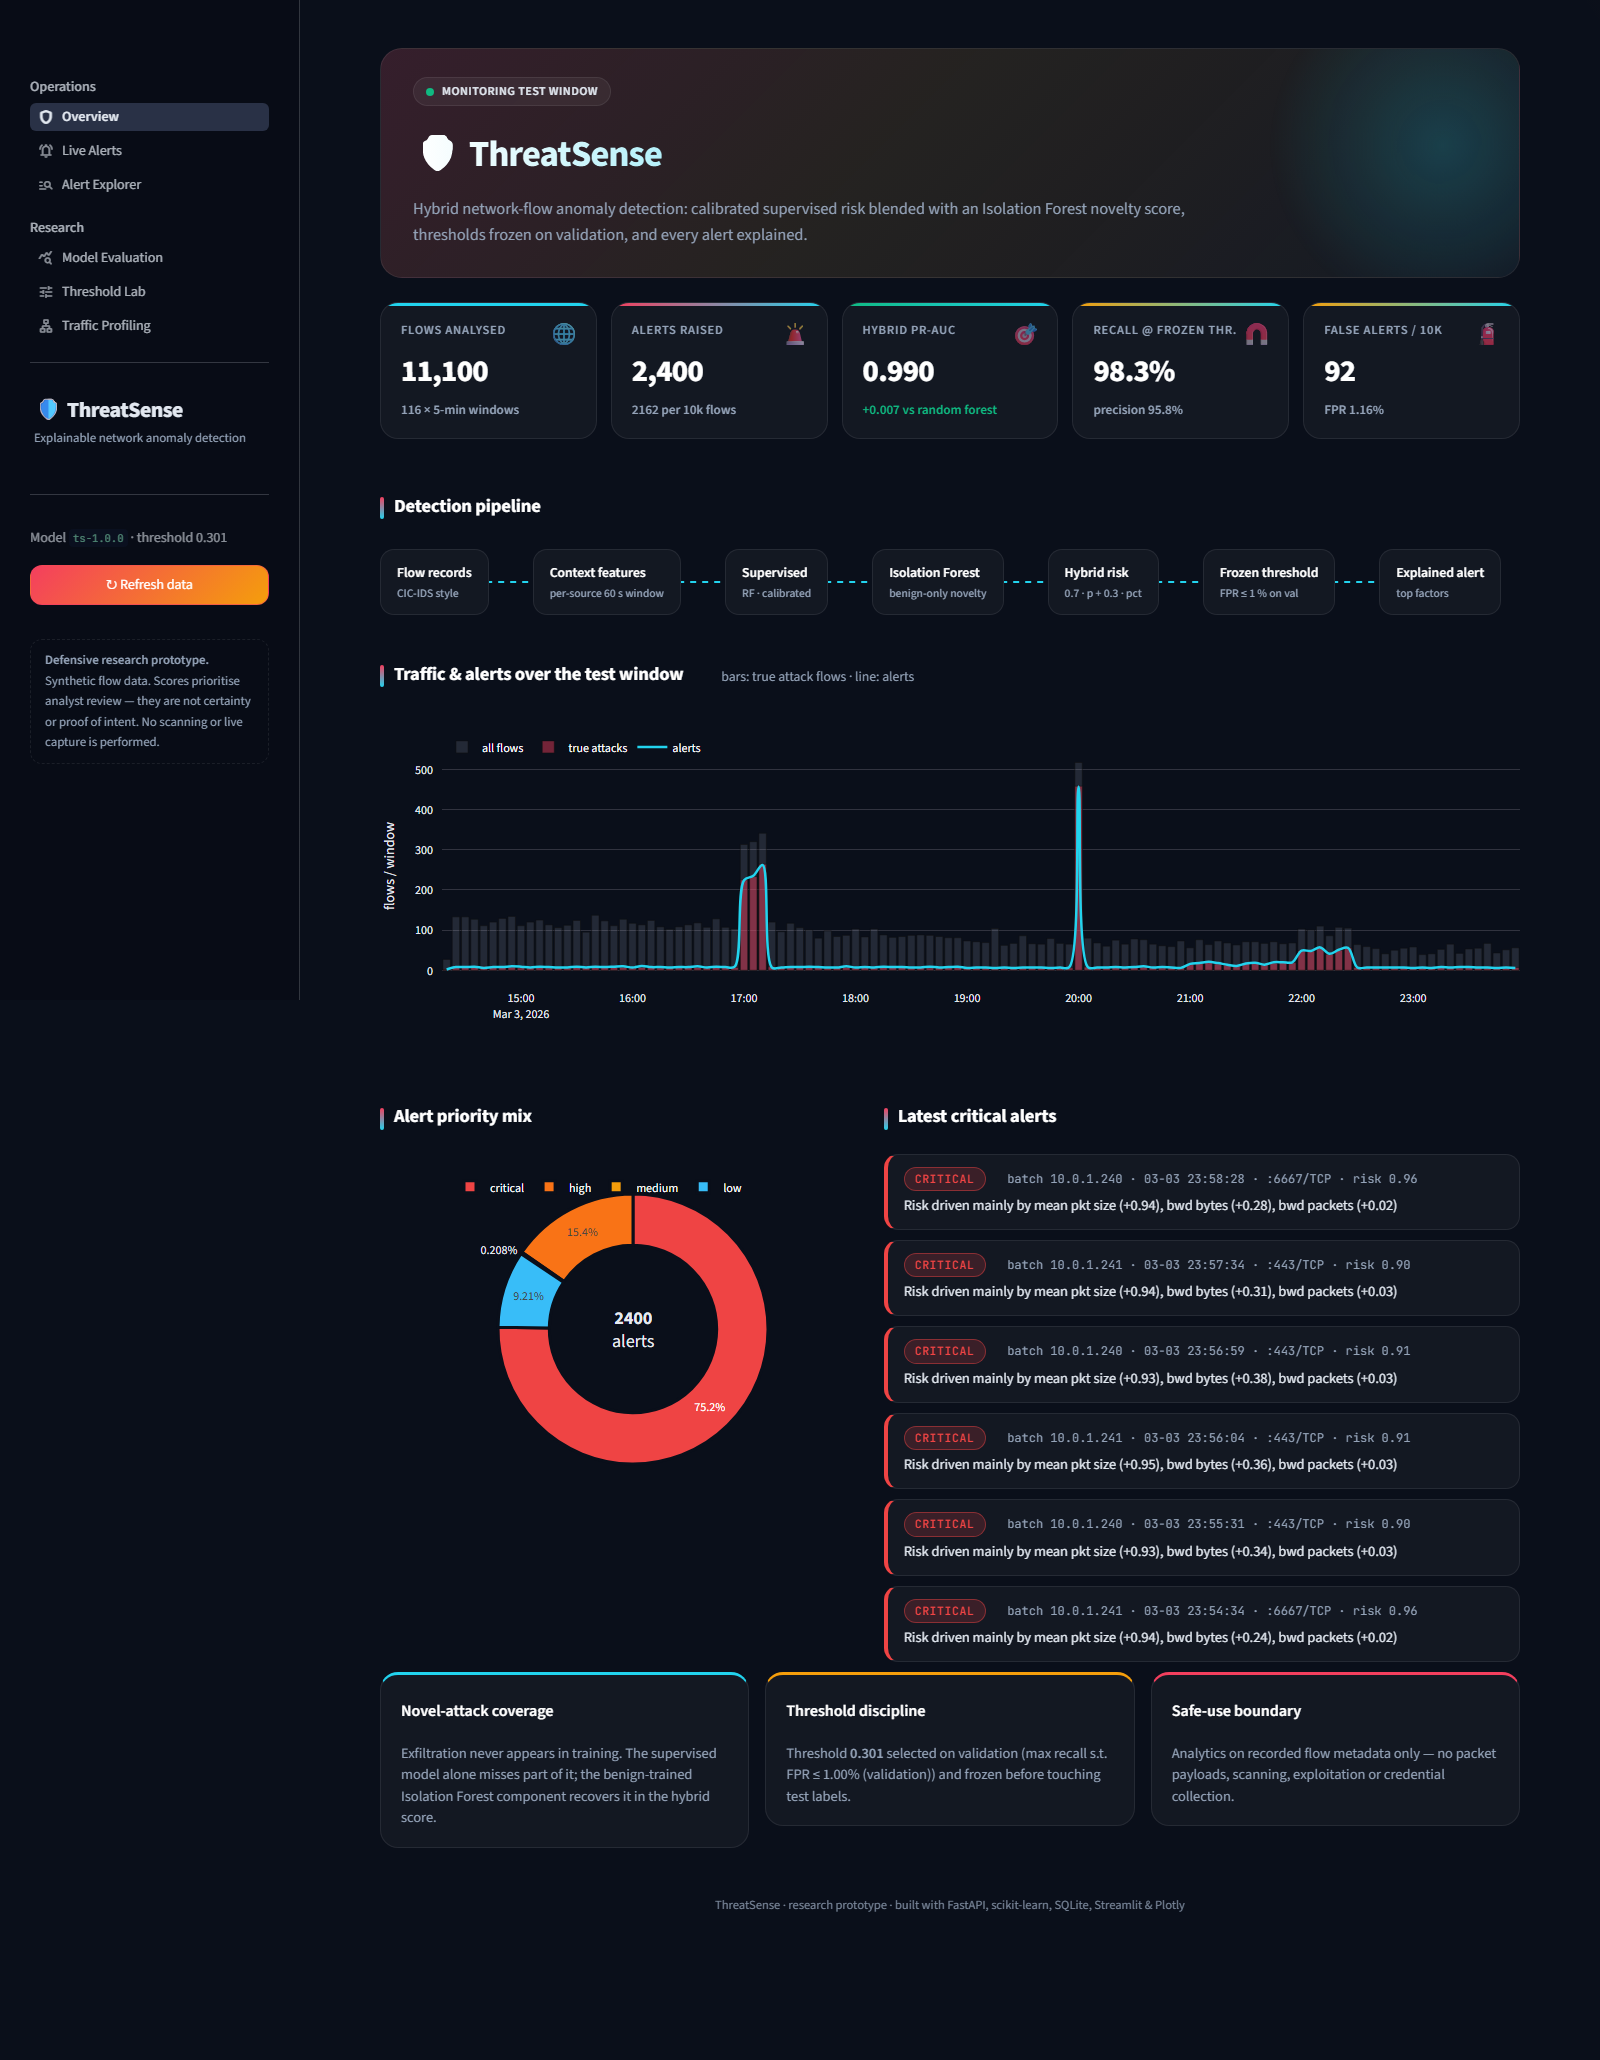 Operations
Overview
Live Alerts
Alert Explorer
Research
Model Evaluation
Threshold Lab
Traffic Profiling
ThreatSense
Explainable network anomaly detection
Model ts-1.0.0 · threshold 0.301
↻ Refresh data
Defensive research prototype.
Synthetic flow data. Scores prioritise
analyst review — they are not certainty
or proof of intent. No scanning or live
capture is performed.
MONITORING TEST WINDOW
ThreatSense
Hybrid network-flow anomaly detection: calibrated supervised risk blended with an Isolation Forest novelty score,
thresholds frozen on validation, and every alert explained.
FLOWS ANALYSED
11,100
116 × 5-min windows
ALERTS RAISED
2,400
2162 per 10k flows
HYBRID PR-AUC
0.990
+0.007 vs random forest
RECALL @ FROZEN THR.
98.3%
precision 95.8%
FALSE ALERTS / 10K
92
FPR 1.16%
Detection pipeline
Flow records
CIC-IDS style
Context features
per-source 60 s window
Supervised
RF · calibrated
Isolation Forest
benign-only novelty
Hybrid risk
0.7 · p + 0.3 · pct
Frozen threshold
FPR ≤ 1 % on val
Explained alert
top factors
Traffic & alerts over the test window
bars: true attack flows · line: alerts
all flows
true attacks
alerts
flows / window
500
400
300
200
100
0
15:00
Mar 3, 2026
16:00
17:00
18:00
19:00
20:00
21:00
22:00
23:00
Alert priority mix
critical
high
medium
low
15.4%
0.208%
9.21%
75.2%
2400
alerts
Latest critical alerts
CRITICAL batch 10.0.1.240 · 03-03 23:58:28 · :6667/TCP · risk 0.96
Risk driven mainly by mean pkt size (+0.94), bwd bytes (+0.28), bwd packets (+0.02)
CRITICAL batch 10.0.1.241 · 03-03 23:57:34 · :443/TCP · risk 0.90
Risk driven mainly by mean pkt size (+0.94), bwd bytes (+0.31), bwd packets (+0.03)
CRITICAL batch 10.0.1.240 · 03-03 23:56:59 · :443/TCP · risk 0.91
Risk driven mainly by mean pkt size (+0.93), bwd bytes (+0.38), bwd packets (+0.03)
CRITICAL batch 10.0.1.241 · 03-03 23:56:04 · :443/TCP · risk 0.91
Risk driven mainly by mean pkt size (+0.95), bwd bytes (+0.36), bwd packets (+0.03)
CRITICAL batch 10.0.1.240 · 03-03 23:55:31 · :443/TCP · risk 0.90
Risk driven mainly by mean pkt size (+0.93), bwd bytes (+0.34), bwd packets (+0.03)
CRITICAL batch 10.0.1.241 · 03-03 23:54:34 · :6667/TCP · risk 0.96
Risk driven mainly by mean pkt size (+0.94), bwd bytes (+0.24), bwd packets (+0.02)
Novel-attack coverage
Exfiltration never appears in training. The supervised
model alone misses part of it; the benign-trained
Isolation Forest component recovers it in the hybrid
score.
Threshold discipline
Threshold 0.301 selected on validation (max recall s.t.
FPR ≤ 1.00% (validation)) and frozen before touching
test labels.
Safe-use boundary
Analytics on recorded flow metadata only — no packet
payloads, scanning, exploitation or credential
collection.
ThreatSense · research prototype · built with FastAPI, scikit-learn, SQLite, Streamlit & Plotly